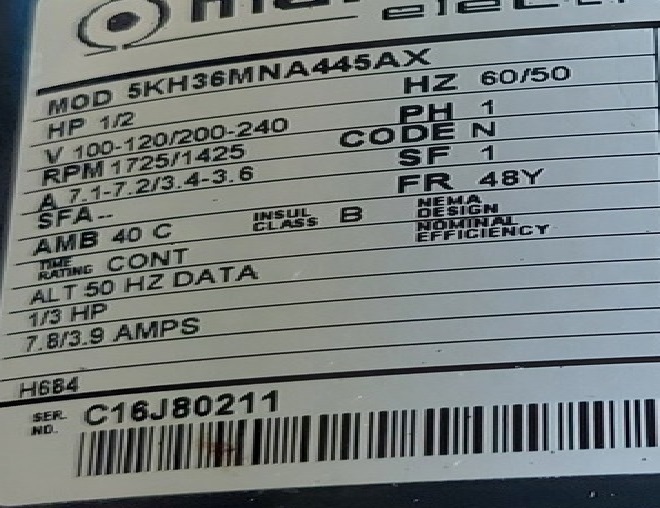 MOD 5KH36MNA445AX
HP 1/2 HZ 60/50
V 100-120/200-240 PH 1
RPM 1725/1425 CODE N
A 7.1-7.2/3.4-3.6 SF 1
SFA-- FR 48Y
AMB 40 C INSUL CLASS B NEMA DESIGN
TIME RATING CONT NOMINAL EFFICIENCY
ALT 50 HZ DATA
1/3 HP
7.8/3.9 AMPS
H684
SER. NO. C16J80211